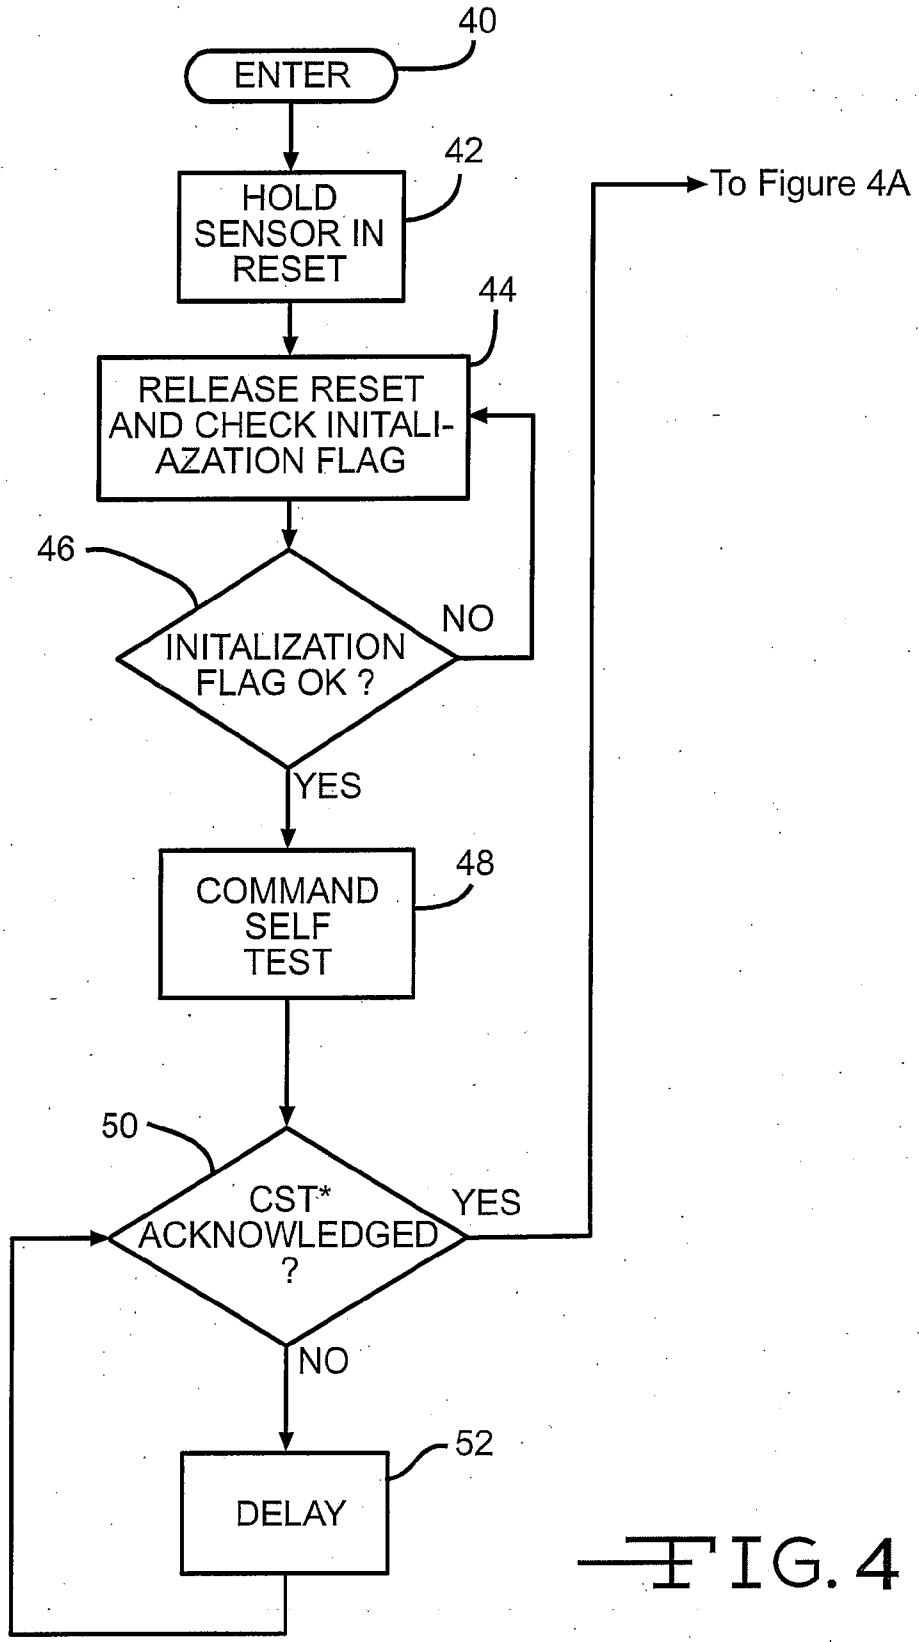 40
ENTER
42
HOLD
SENSOR IN
RESET
To Figure 4A
44
RELEASE RESET
AND CHECK INITALI-
AZATION FLAG
46
NO
INITALIZATION
FLAG OK ?
YES
48
COMMAND
SELF
TEST
50
CST*
ACKNOWLEDGED
?
YES
NO
52
DELAY
FIG. 4